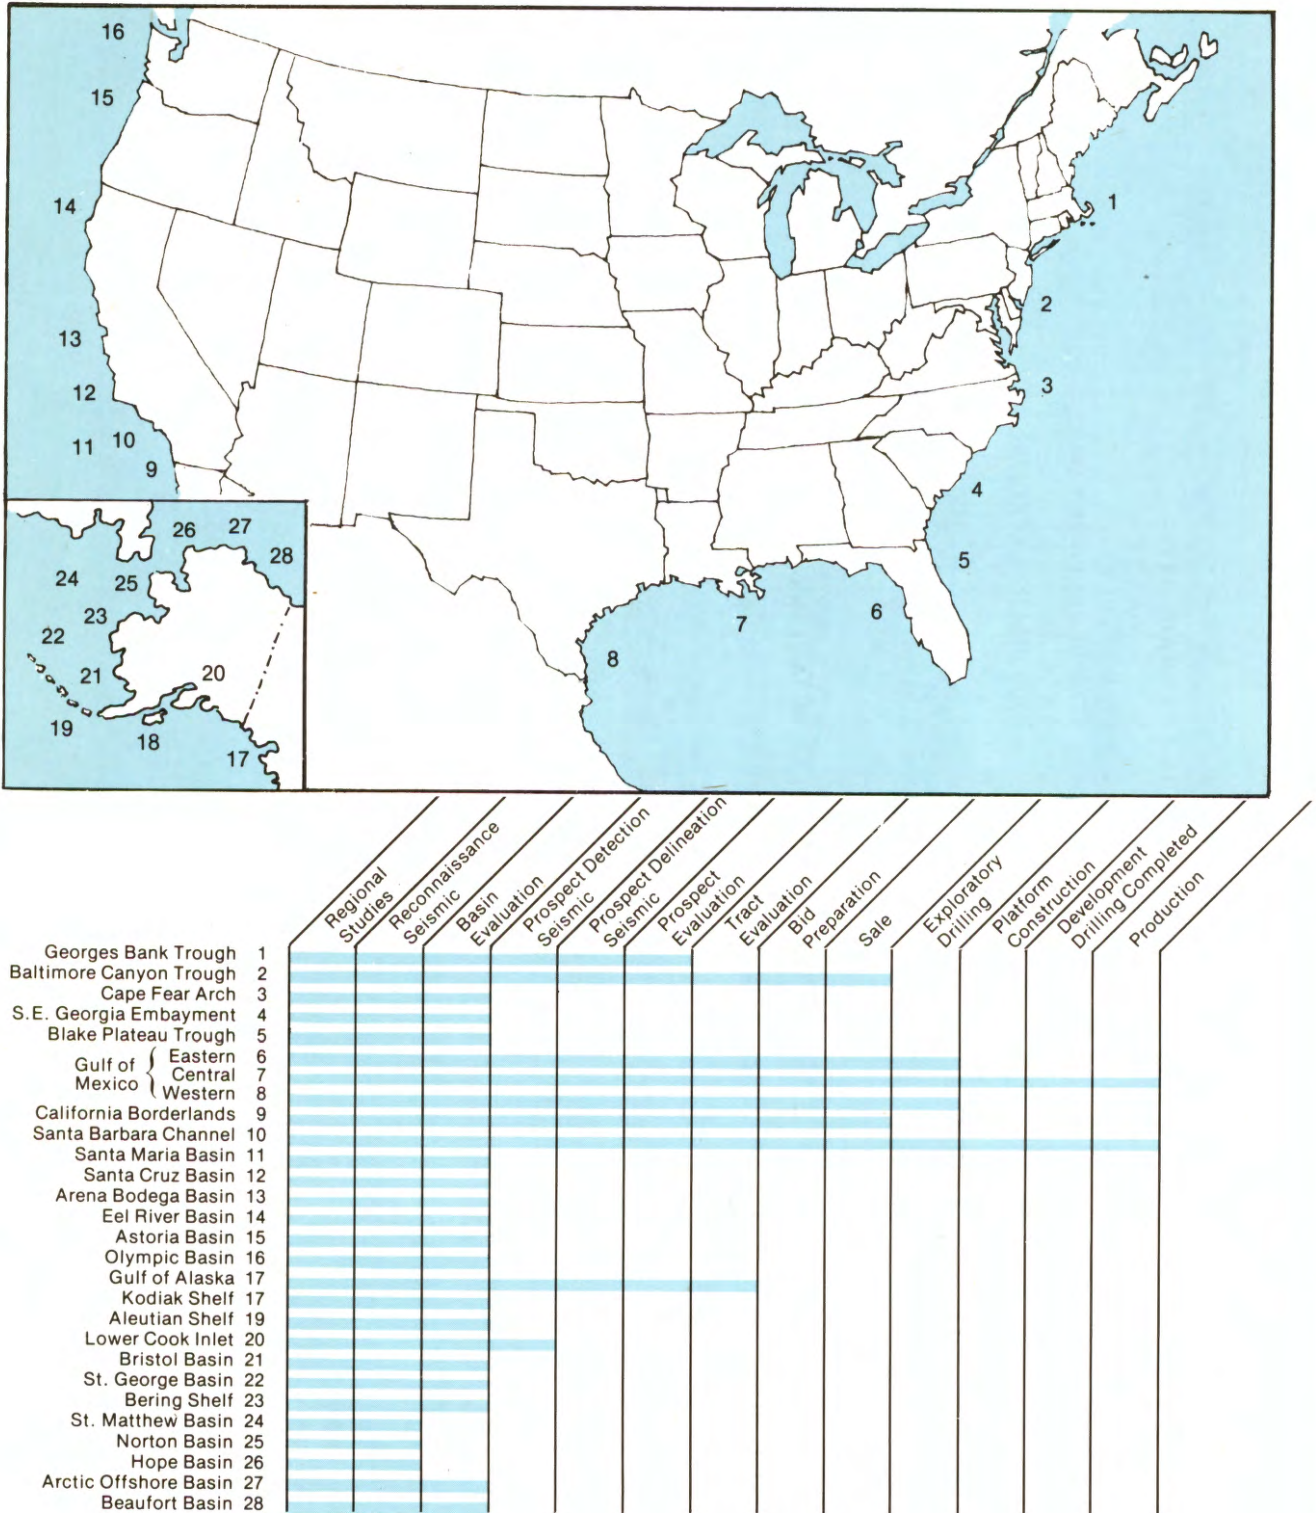 16
15
14
13
12
11
10
9
1
2
3
4
5
6
7
8
26
27
28
24
25
23
22
21
20
19
18
17
Regional
Studies
Reconnaissance
Seismic
Basin
Evaluation
Prospect Detection
Seismic
Prospect Delineation
Seismic
Prospect
Evaluation
Tract
Evaluation
Bid
Preparation
Sale
Exploratory
Drilling
Platform
Construction
Development
Drilling Completed
Production
Georges Bank Trough 1
Baltimore Canyon Trough 2
Cape Fear Arch 3
S.E. Georgia Embayment 4
Blake Plateau Trough 5
Gulf of Mexico { Eastern 6
Central 7
Western 8
California Borderlands 9
Santa Barbara Channel 10
Santa Maria Basin 11
Santa Cruz Basin 12
Arena Bodega Basin 13
Eel River Basin 14
Astoria Basin 15
Olympic Basin 16
Gulf of Alaska 17
Kodiak Shelf 17
Aleutian Shelf 19
Lower Cook Inlet 20
Bristol Basin 21
St. George Basin 22
Bering Shelf 23
St. Matthew Basin 24
Norton Basin 25
Hope Basin 26
Arctic Offshore Basin 27
Beaufort Basin 28